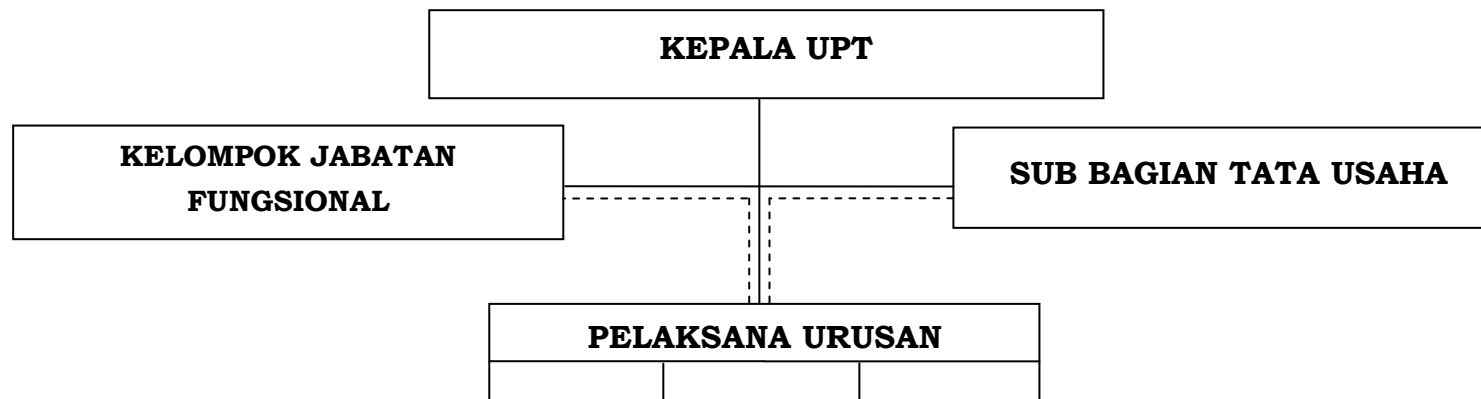 KEPALA UPT
KELOMPOK JABATAN
FUNGSIONAL
SUB BAGIAN TATA USAHA
PELAKSANA URUSAN